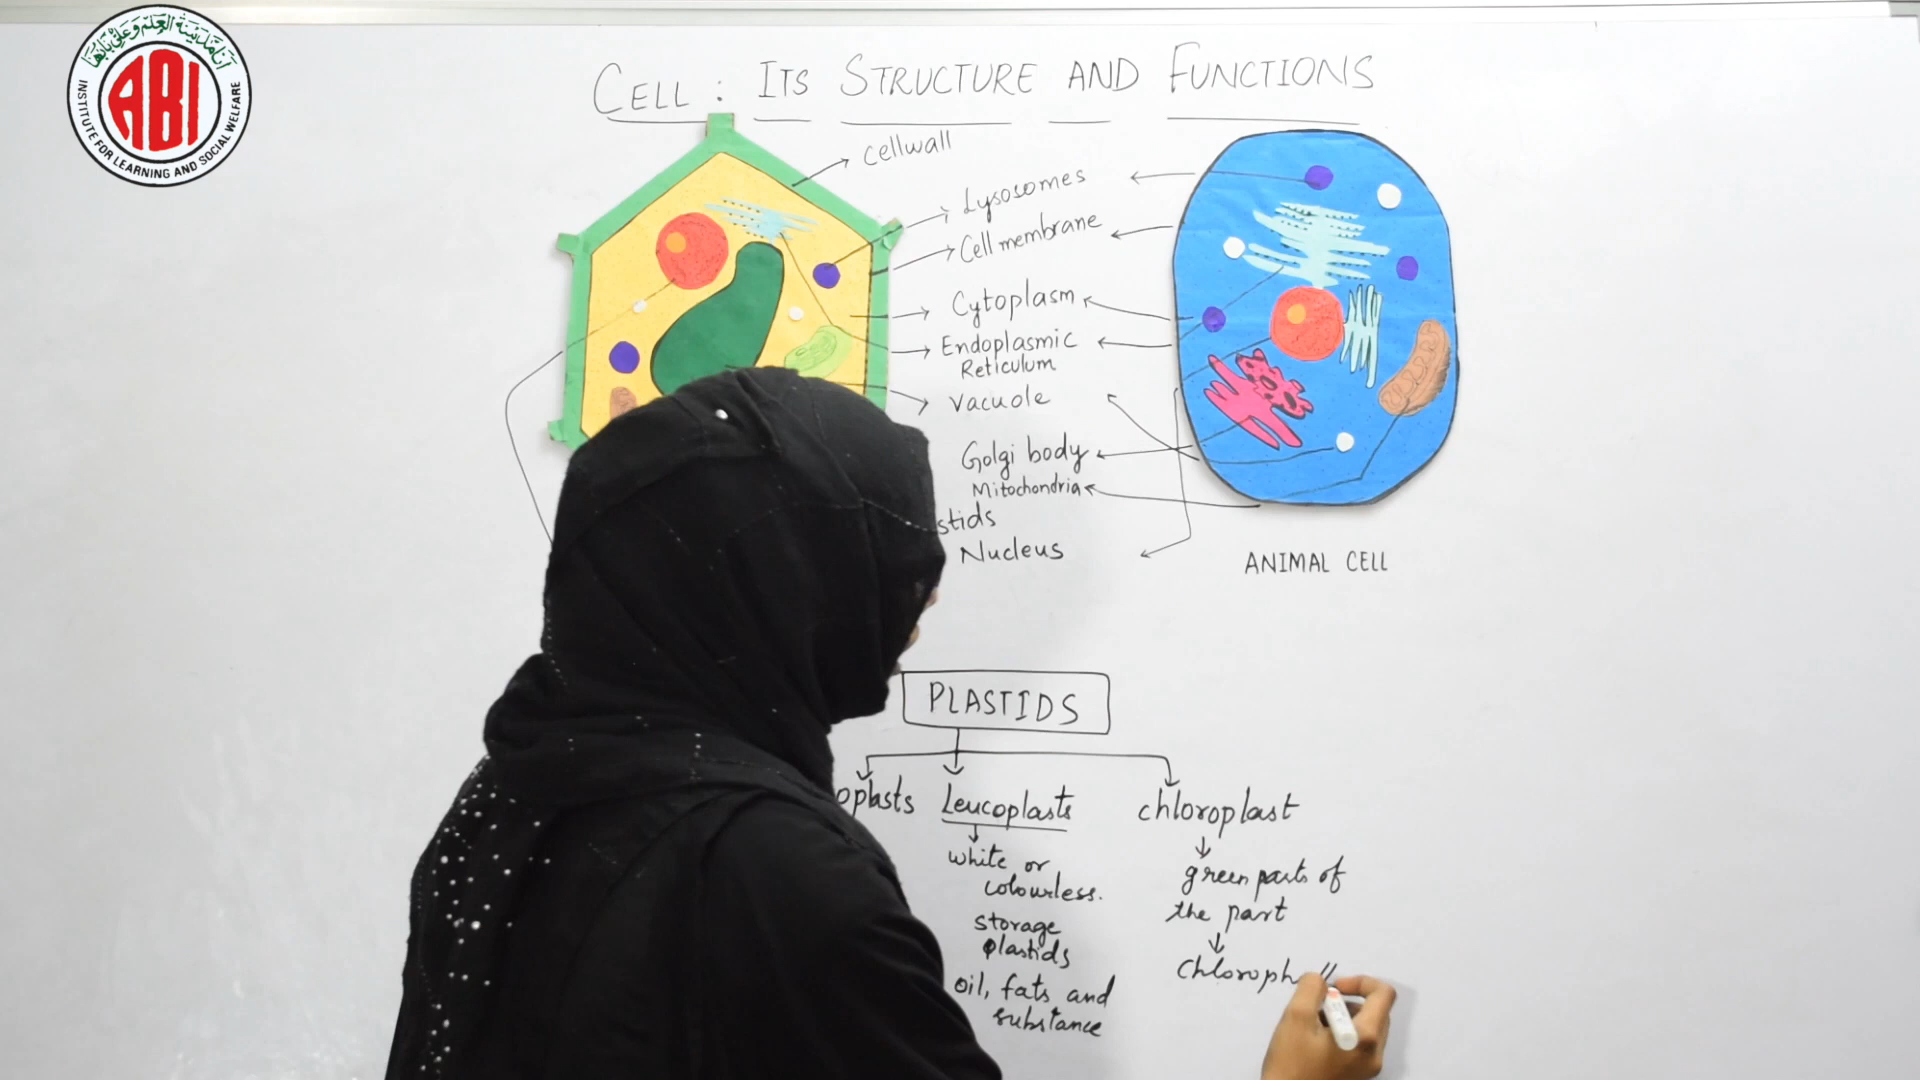 ABI
INSTITUTE FOR LEARNING AND SOCIAL WELFARE
CELL : ITS STRUCTURE AND FUNCTIONS
cellwall
Lysosomes
Cell membrane
Cytoplasm
Endoplasmic
Reticulum
Vacuole
Golgi body
Mitochondria
stids
Nucleus
ANIMAL CELL
PLASTIDS
oplasts
Leucoplasts
white or
colourless.
storage
plastids
oil, fats and
substance
chloroplast
green parts of
the part
chloroph ll